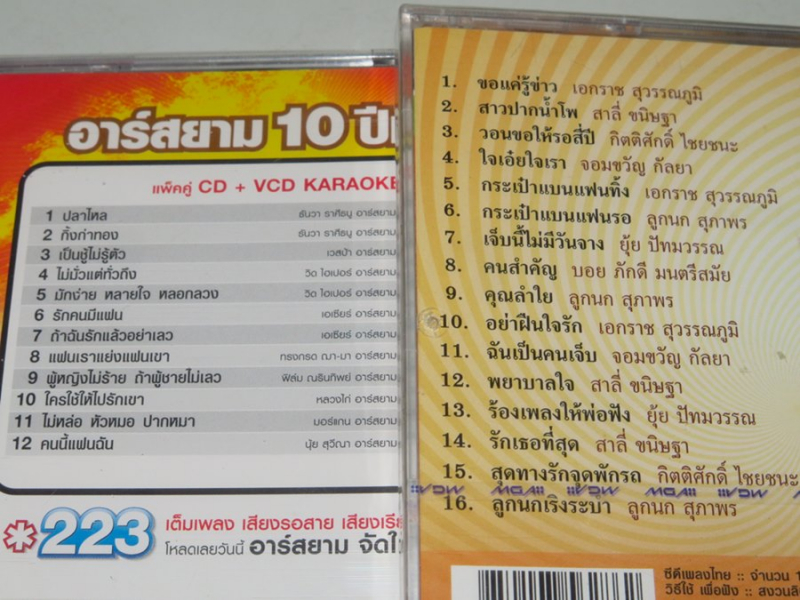 อาร์สยาม 10 ปี
แพ็คคู่ CD + VCD KARAOKE
1 ปลาไหล ธันวา ราศีธนู อาร์สยาม
2 กิ้งก่าทอง ธันวา ราศีธนู อาร์สยาม
3 เป็นชู้ไม่รู้ตัว เวสป้า อาร์สยาม
4 ไม่มั่วแต่ทั่วถึง วิด ไฮเปอร์ อาร์สยาม
5 มักง่าย หลายใจ หลอกลวง วิด ไฮเปอร์ อาร์สยาม
6 รักคนมีแฟน เอเชียร์ อาร์สยาม
7 ถ้าฉันรักแล้วอย่าเลว เอเชียร์ อาร์สยาม
8 แฟนเราแย่งแฟนเขา ทรงกรด ฌา-มา อาร์สยาม
9 ผู้หญิงไม่ร้าย ถ้าผู้ชายไม่เลว ฟิล์ม ณรินทิพย์ อาร์สยาม
10 ใครใช้ให้ไปรักเขา หลวงไก่ อาร์สยาม
11 ไม่หล่อ หัวหมอ ปากหมา มอร์แกน อาร์สยาม
12 คนนี้แฟนฉัน นุ้ย สุวีณา อาร์สยาม
*223 เต็มเพลง เสียงรอสาย
โหลดเลยวันนี้ อาร์สยาม
1. ขอแค่รู้ข่าว เอกราช สุวรรณภูมิ
2. สาวปากน้ำโพ สาลี่ ขนิษฐา
3. วอนขอให้รอสี่ปี กิตติศักดิ์ ไชยชนะ
4. ใจเอ๋ยใจเรา จอมขวัญ กัลยา
5. กระเป๋าแบนแฟนทิ้ง เอกราช สุวรรณภูมิ
6. กระเป๋าแบนแฟนรอ ลูกนก สุภาพร
7. เจ็บนี้ไม่มีวันจาง ยุ้ย ปัทมวรรณ
8. คนสำคัญ บอย ภักดี มนตรีสมัย
9. คุณลำไย ลูกนก สุภาพร
10. อย่าฝืนใจรัก เอกราช สุวรรณภูมิ
11. ฉันเป็นคนเจ็บ จอมขวัญ กัลยา
12. พยาบาลใจ สาลี่ ขนิษฐา
13. ร้องเพลงให้พ่อฟัง ยุ้ย ปัทมวรรณ
14. รักเธอที่สุด สาลี่ ขนิษฐา
15. สุดทางรักจุดพักรถ กิตติศักดิ์ ไชยชนะ
16. ลูกนกเริงระบำ ลูกนก สุภาพร
ซีดีเพลงไทย :: จำนวน 1
วิธีใช้ เพื่อฟัง ::